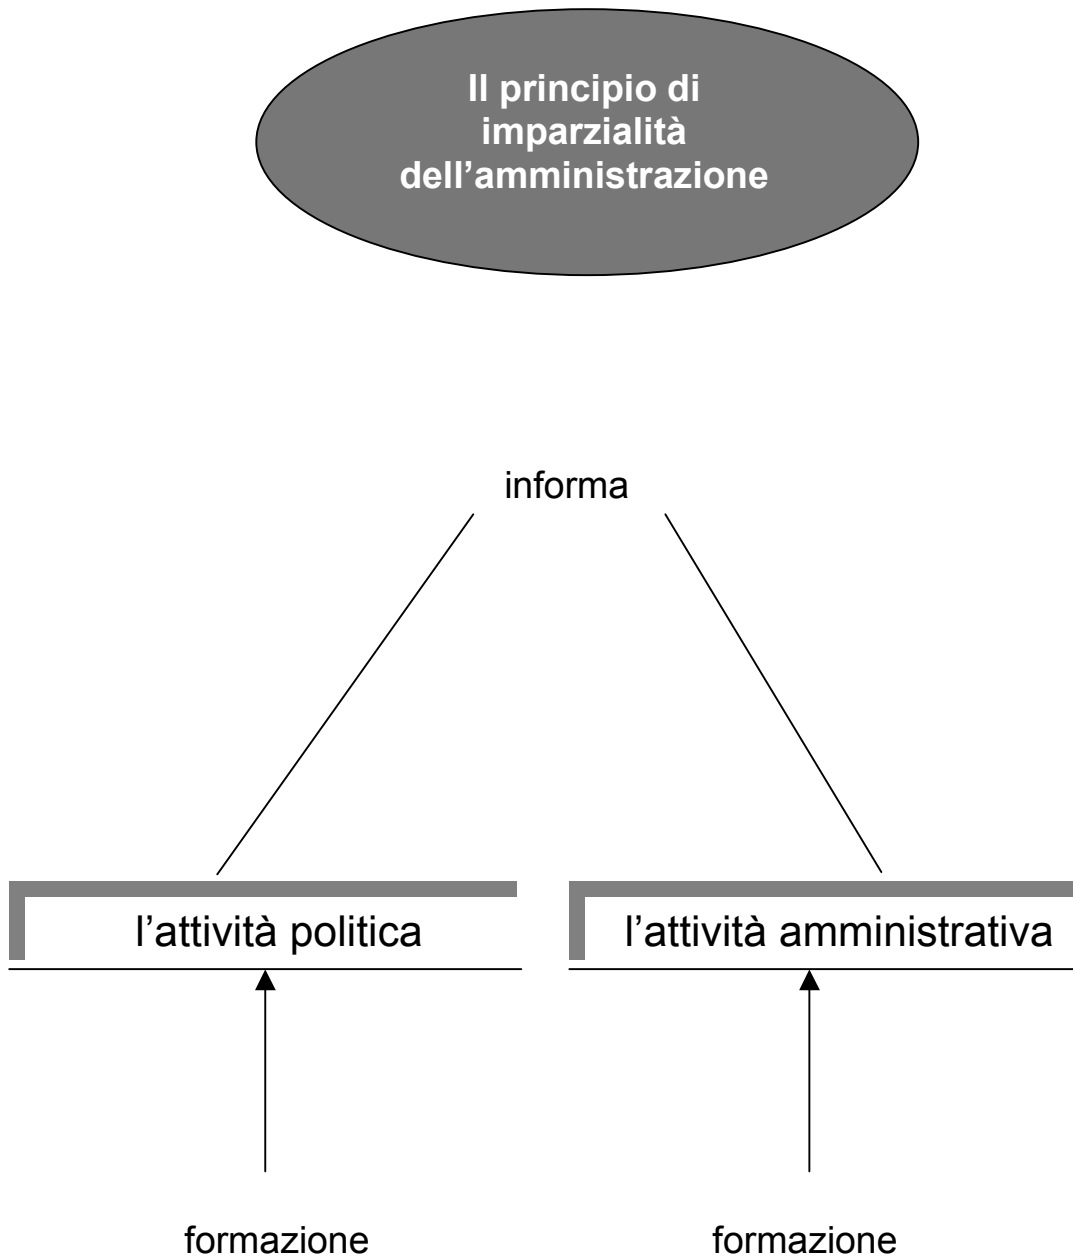 Il principio di
imparzialità
dell’amministrazione
informa
l’attività politica
l’attività amministrativa
formazione
formazione